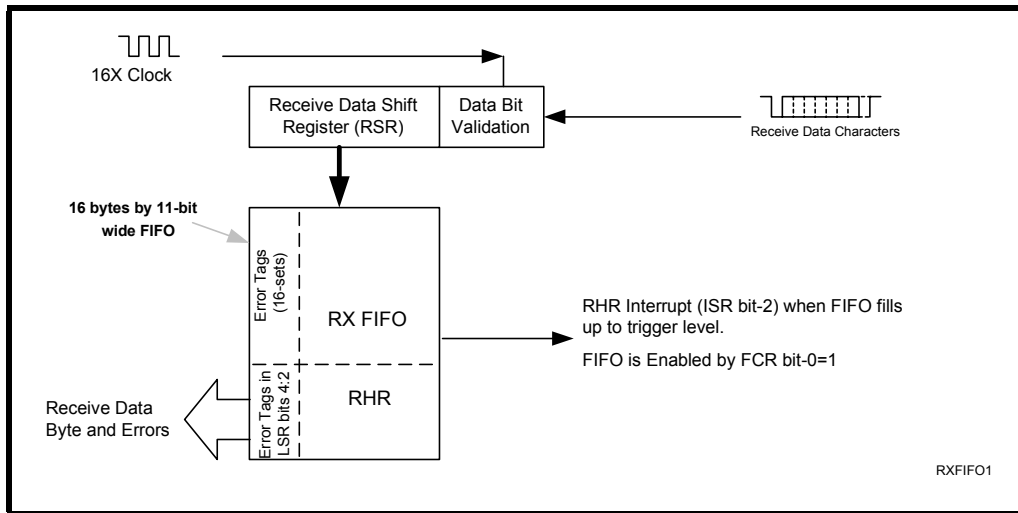 16X Clock
Receive Data Shift
Register (RSR)
Data Bit
Validation
Receive Data Characters
16 bytes by 11-bit
wide FIFO
Error Tags
(16-sets)
RX FIFO
RHR Interrupt (ISR bit-2) when FIFO fills
up to trigger level.
FIFO is Enabled by FCR bit-0=1
Error Tags in
LSR bits 4:2
RHR
Receive Data
Byte and Errors
RXFIFO1